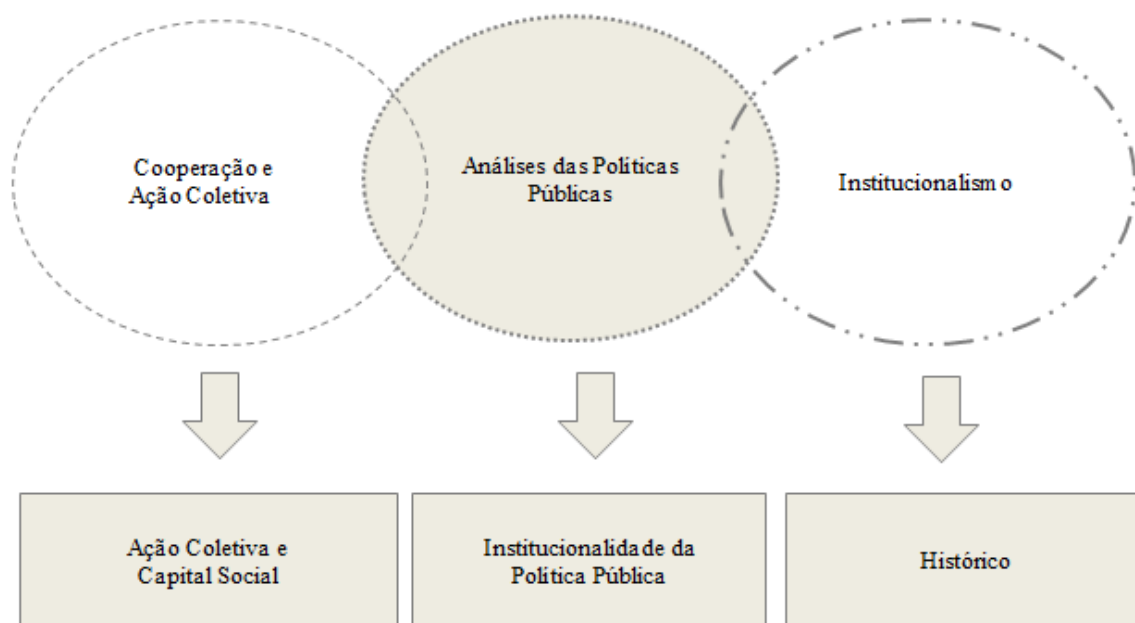 Cooperação e
Ação Coletiva
Análises das Políticas
Públicas
Institucionalismo
Ação Coletiva e
Capital Social
Institucionalidade da
Política Pública
Histórico